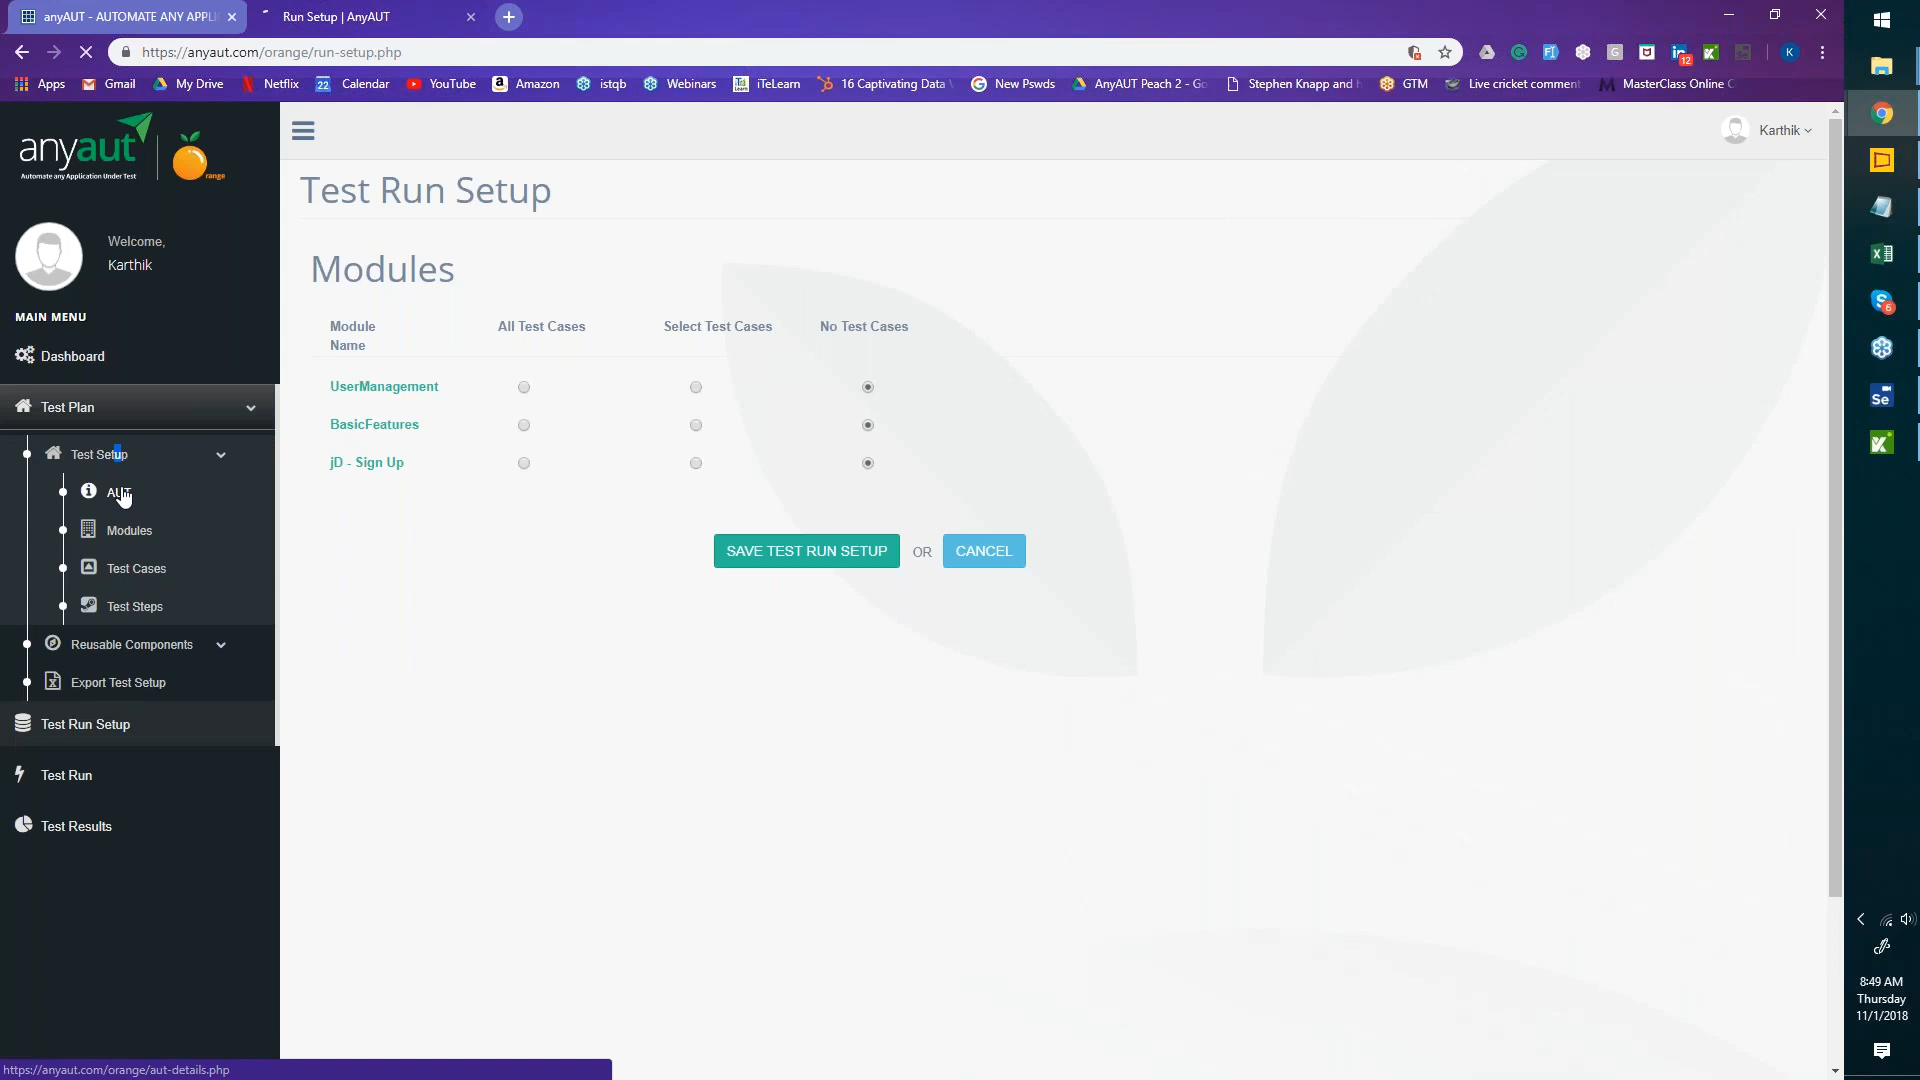 anyAUT - AUTOMATE ANY APPLI
Run Setup | AnyAUT
https://anyaut.com/orange/run-setup.php
12
K
Apps
Gmail
My Drive
Netflix
22 Calendar
YouTube
Amazon
istqb
Webinars
iTeLearn
16 Captivating Data
New Pswds
AnyAUT Peach 2 - Go
Stephen Knapp and
GTM
Live cricket comment
MasterClass Online C
anyaut
Automate any Application Under Test
range
Karthik
Welcome,
Karthik
MAIN MENU
Dashboard
Test Plan
Test Setup
AUT
Modules
Test Cases
Test Steps
Reusable Components
Export Test Setup
Test Run Setup
Test Run
Test Results
Test Run Setup
Modules
Module Name
All Test Cases
Select Test Cases
No Test Cases
UserManagement
BasicFeatures
jD - Sign Up
SAVE TEST RUN SETUP
OR
CANCEL
6
Se
8:49 AM
Thursday
11/1/2018
https://anyaut.com/orange/aut-details.php